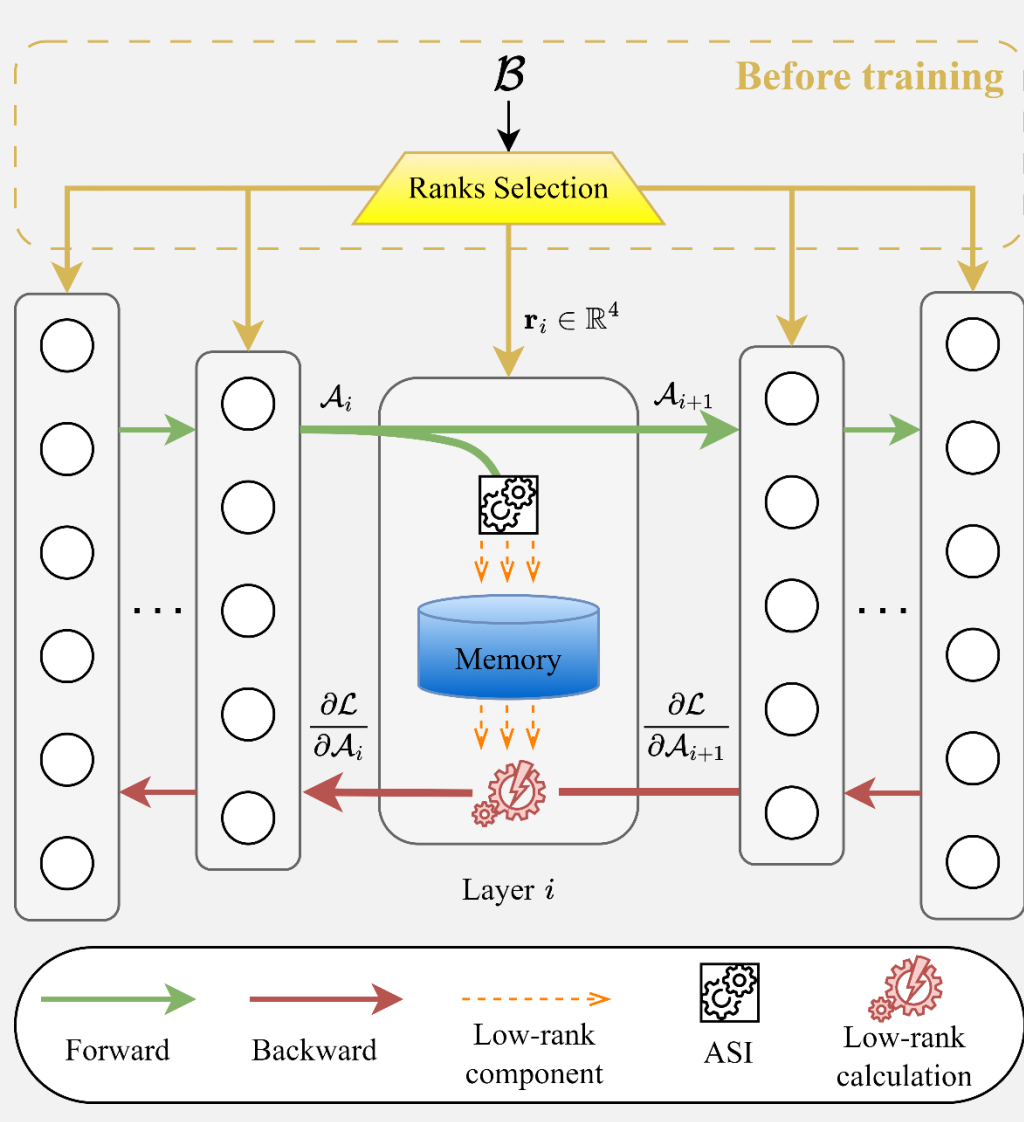 Before training
𝓑
Ranks Selection
𝐫ᵢ ∈ ℝ⁴
𝒜ᵢ
𝒜ᵢ₊₁
. . .
. . .
Memory
∂ℒ/∂𝒜ᵢ
∂ℒ/∂𝒜ᵢ₊₁
Layer i
Forward
Backward
Low-rank
component
ASI
Low-rank
calculation